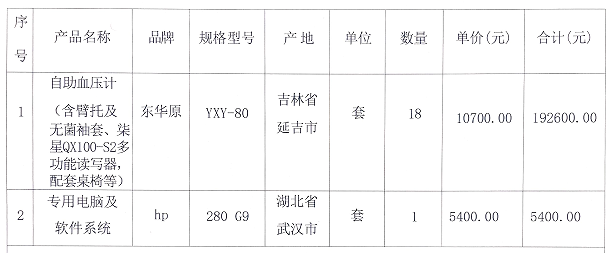 序号 产品名称 品牌 规格型号 产地 单位 数量 单价(元) 合计(元)
1 自助血压计（含臂托及无菌袖套、柒星QX100-S2多功能读写器，配套桌椅等） 东华原 YXY-80 吉林省延吉市 套 18 10700.00 192600.00
2 专用电脑及软件系统 hp 280 G9 湖北省武汉市 套 1 5400.00 5400.00